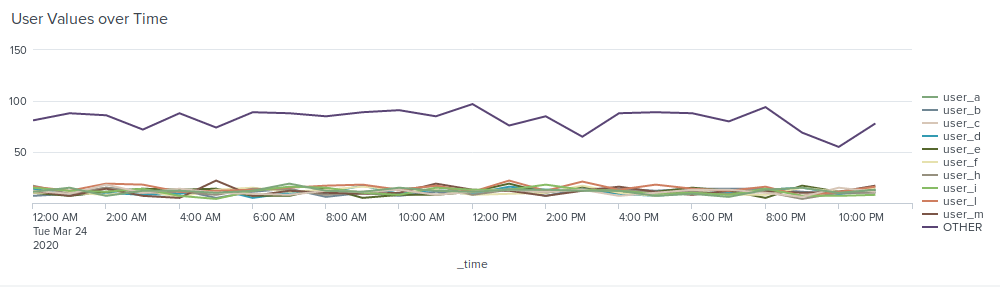 User Values over Time
150
100
50
12:00 AM 2:00 AM 4:00 AM 6:00 AM 8:00 AM 10:00 AM 12:00 PM 2:00 PM 4:00 PM 6:00 PM 8:00 PM 10:00 PM
Tue Mar 24
2020
_time
user_a
user_b
user_c
user_d
user_e
user_f
user_h
user_i
user_l
user_m
OTHER